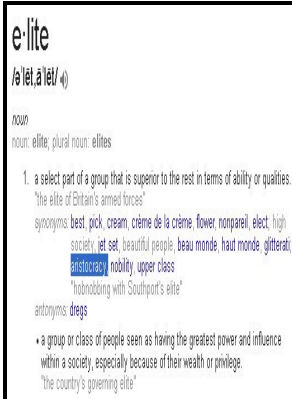 e·lite
/əˈlēt,āˈlēt/
noun
noun: elite; plural noun: elites
1. a select part of a group that is superior to the rest in terms of ability or qualities.
"the elite of Britain's armed forces"
synonyms: best, pick, cream, crème de la crème, flower, nonpareil, elect; high
society, jet set, beautiful people, beau monde, haut monde, glitterati;
aristocracy, nobility, upper class
"hobnobbing with Southport's elite"
antonyms: dregs
• a group or class of people seen as having the greatest power and influence
within a society, especially because of their wealth or privilege.
"the country's governing elite"